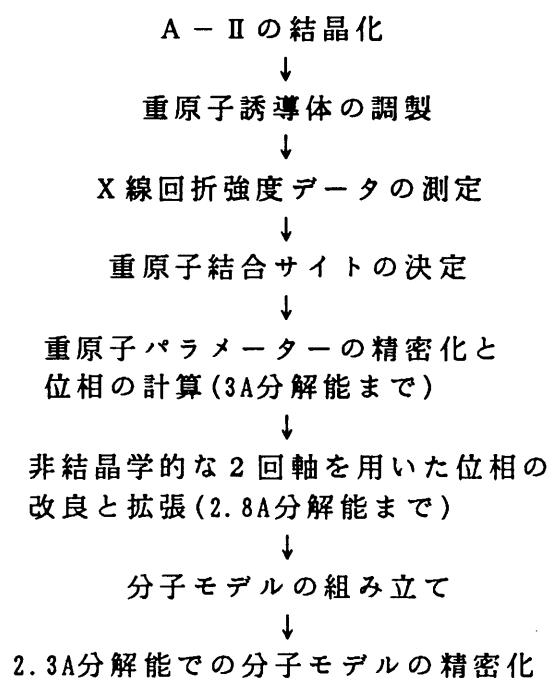 A－Ⅱの結晶化
↓
重原子誘導体の調製
↓
X線回折強度データの測定
↓
重原子結合サイトの決定
↓
重原子パラメーターの精密化と
位相の計算(3A分解能まで)
↓
非結晶学的な2回軸を用いた位相の
改良と拡張(2.8A分解能まで)
↓
分子モデルの組み立て
↓
2.3A分解能での分子モデルの精密化